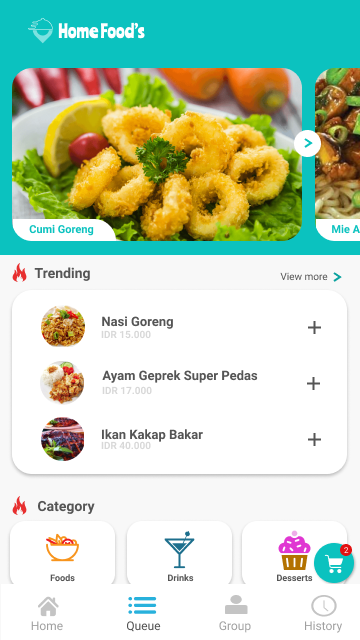 Home Food's
Cumi Goreng
Mie A
Trending
View more
Nasi Goreng
IDR 15.000
Ayam Geprek Super Pedas
IDR 17.000
Ikan Kakap Bakar
IDR 40.000
Category
Foods
Drinks
Desserts
2
Home
Queue
Group
History